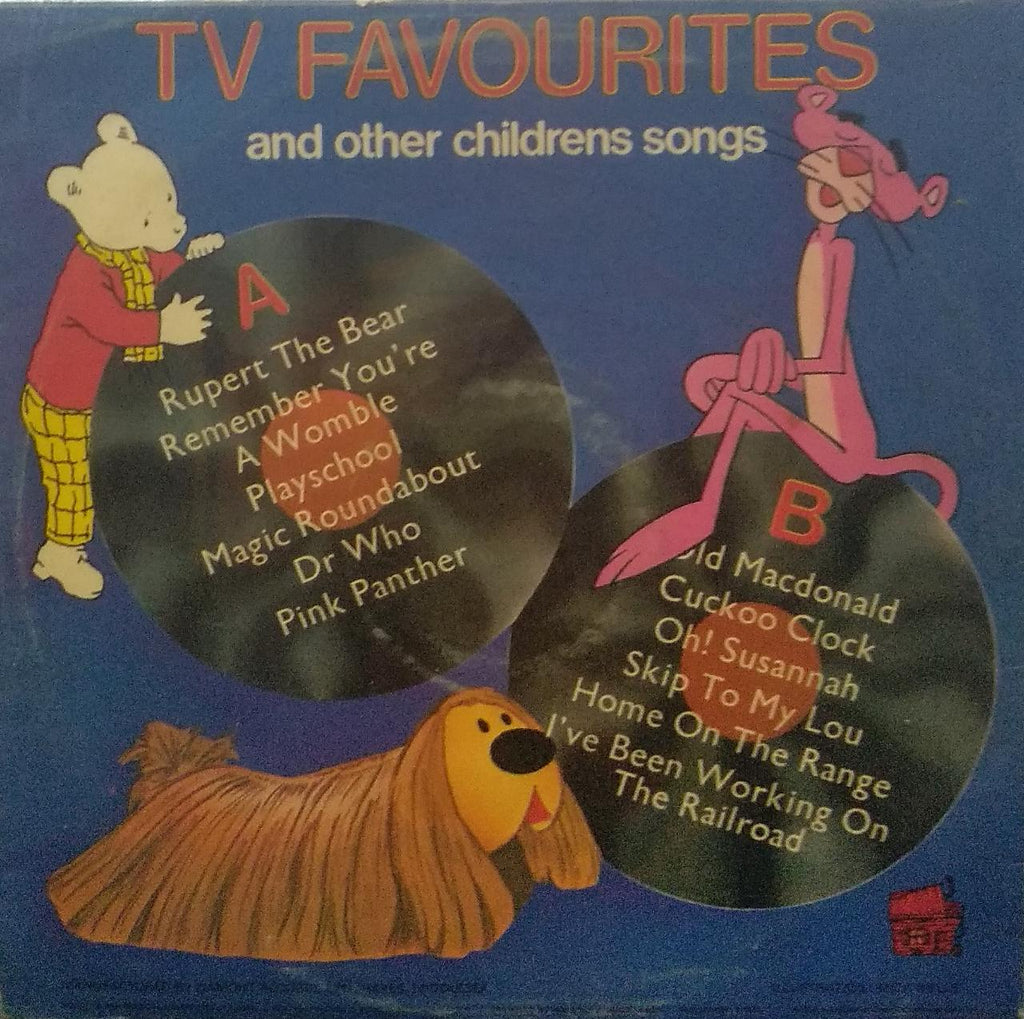 TV FAVOURITES
and other childrens songs
A
Rupert The Bear
Remember You're
A Womble
Playschool
Magic Roundabout
Dr Who
Pink Panther
B
Old Macdonald
Cuckoo Clock
Oh! Susannah
Skip To My Lou
Home On The Range
I've Been Working On
The Railroad